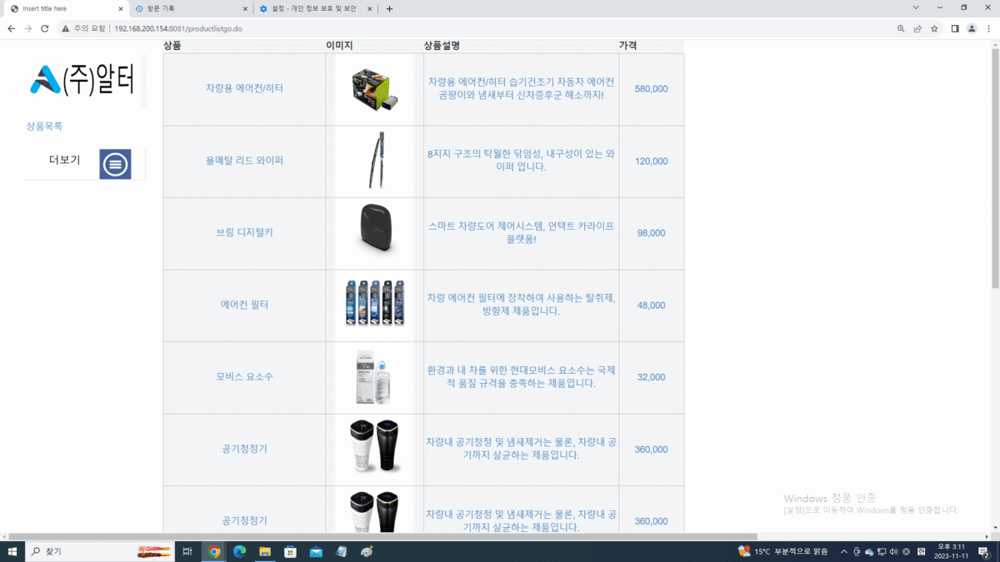 Insert title here
방문 기록
설정 - 개인 정보 보호 및 보안
주의 요함
192.168.200.154:8081/productlistgo.do
(주)알터
상품목록
더보기
상품 이미지 상품설명 가격
차량용 에어컨/히터
차량용 에어컨/히터 습기건조기 자동차 에어컨
곰팡이와 냄새부터 신차증후군 해소까지!
580,000
올메탈 리드 와이퍼
8지지 구조의 탁월한 닦임성, 내구성이 있는 와
이퍼 입니다.
120,000
브링 디지털키
스마트 차량도어 제어시스템, 언택트 카라이프
플랫폼!
98,000
에어컨 필터
차량 에어컨 필터에 장착하여 사용하는 탈취제,
방향제 제품입니다.
48,000
모비스 요소수
환경과 내 차를 위한 현대모비스 요소수는 국제
적 품질 규격을 충족하는 제품입니다.
32,000
공기청정기
차량내 공기청정 및 냄새제거는 물론, 차량내 공
기까지 살균하는 제품입니다.
360,000
공기청정기
차량내 공기청정 및 냄새제거는 물론, 차량내 공
기까지 살균하는 제품입니다.
360,000
Windows 정품 인증
[설정]으로 이동하여 Windows를 정품 인증합니다.
찾기
15°C 부분적으로 맑음
오후 3:11
2023-11-11
2